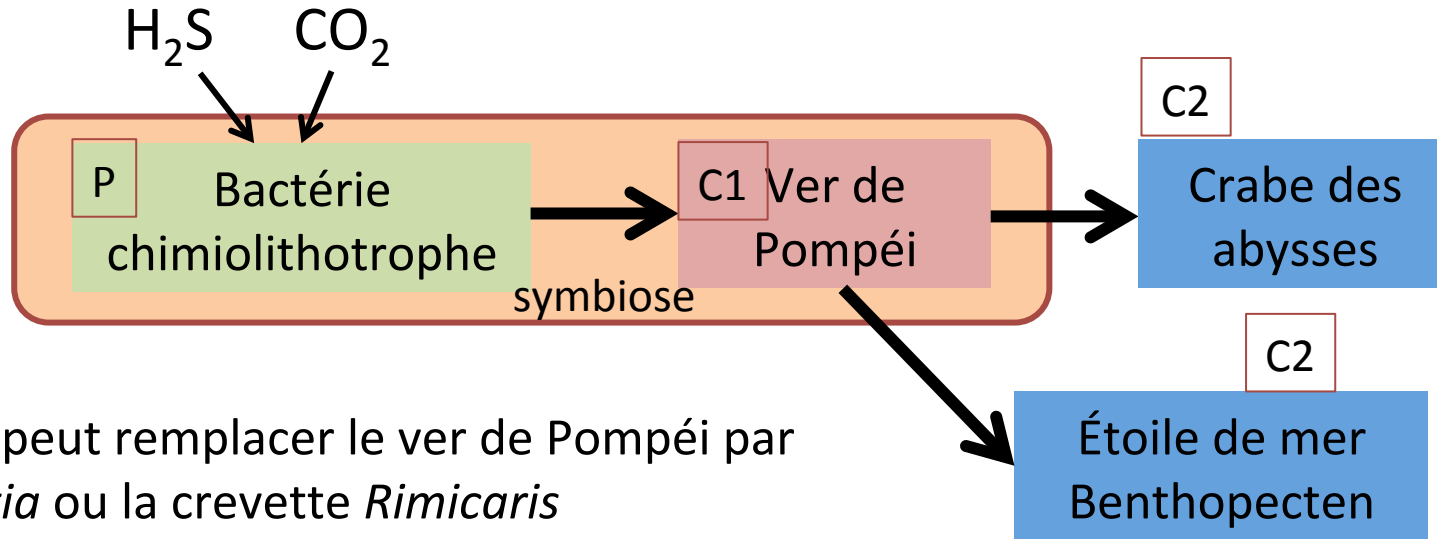 H₂S CO₂
C2
P
Bactérie
chimiolithotrophe
C1
Ver de
Pompéi
Crabe des
abysses
symbiose
C2
peut remplacer le ver de Pompéi par
ou la crevette Rimicaris
Étoile de mer
Benthopecten